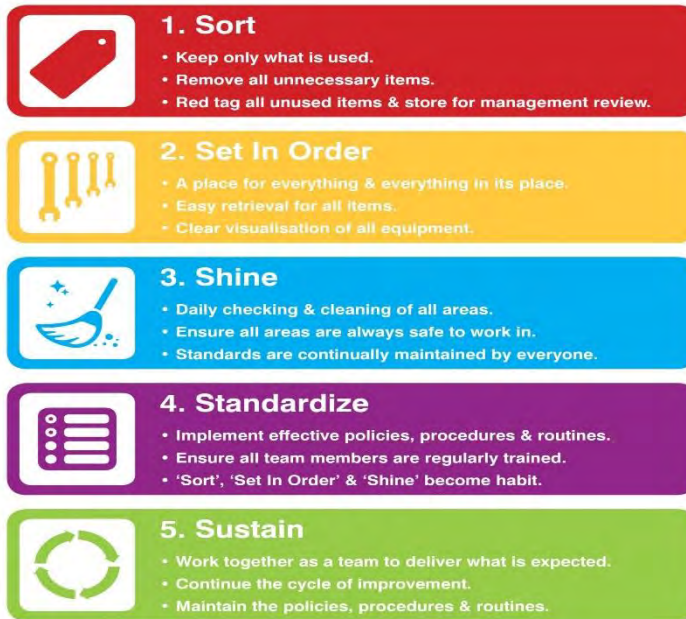 1. Sort
• Keep only what is used.
• Remove all unnecessary items.
• Red tag all unused items & store for management review.
2. Set In Order
• A place for everything & everything in its place.
• Easy retrieval for all items.
• Clear visualisation of all equipment.
3. Shine
• Daily checking & cleaning of all areas.
• Ensure all areas are always safe to work in.
• Standards are continually maintained by everyone.
4. Standardize
• Implement effective policies, procedures & routines.
• Ensure all team members are regularly trained.
• ‘Sort’, ‘Set In Order’ & ‘Shine’ become habit.
5. Sustain
• Work together as a team to deliver what is expected.
• Continue the cycle of improvement.
• Maintain the policies, procedures & routines.